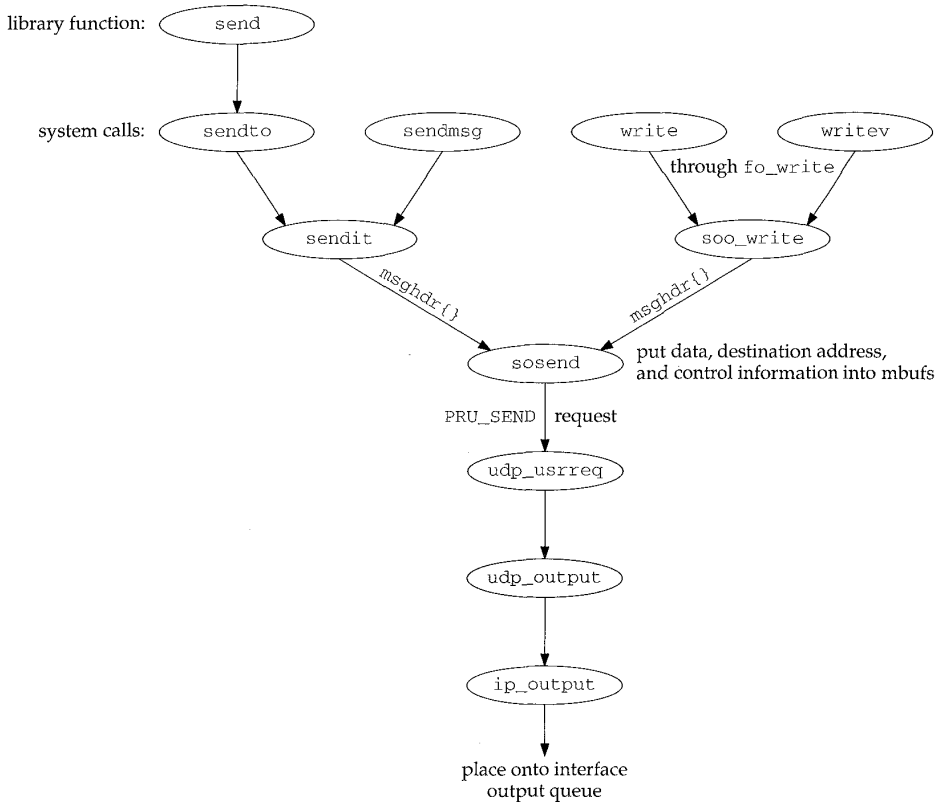 library function: send
system calls: sendto sendmsg write writev
through fo_write
sendit soo_write
msghdr{} msghdr{}
sosend put data, destination address,
and control information into mbufs
PRU_SEND request
udp_usrreq
udp_output
ip_output
place onto interface
output queue